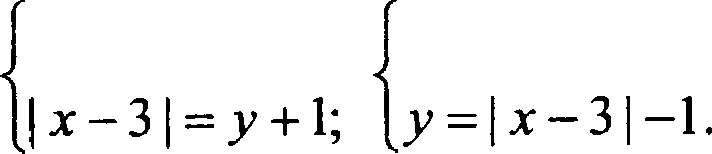 { | x − 3 | = y + 1; { y = | x − 3 | − 1.